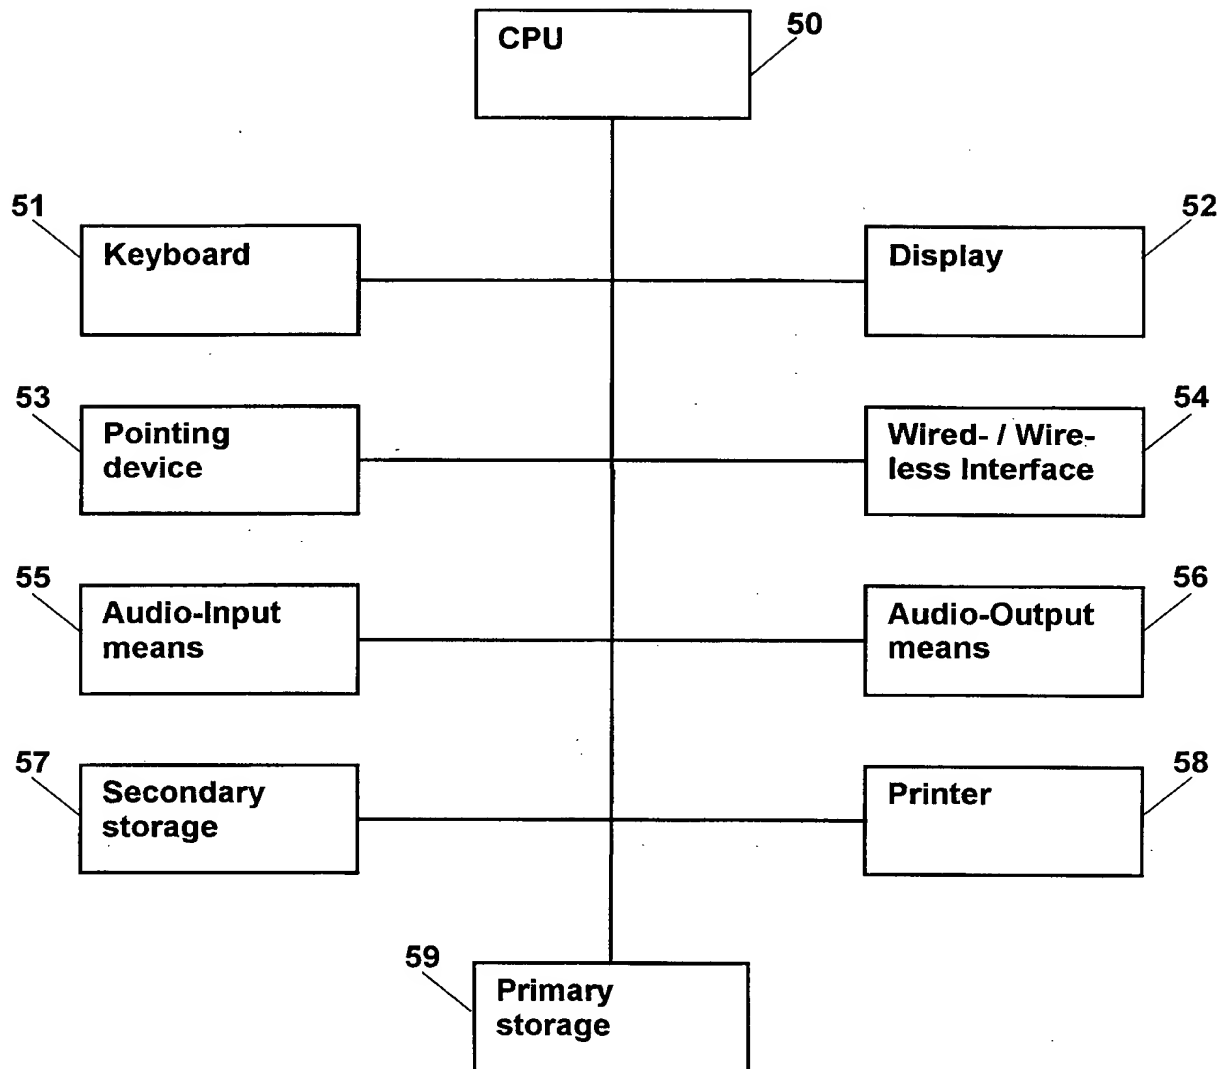 CPU
50
51
Keyboard
52
Display
53
Pointing
device
54
Wired- / Wire-
less Interface
55
Audio-Input
means
56
Audio-Output
means
57
Secondary
storage
58
Printer
59
Primary
storage